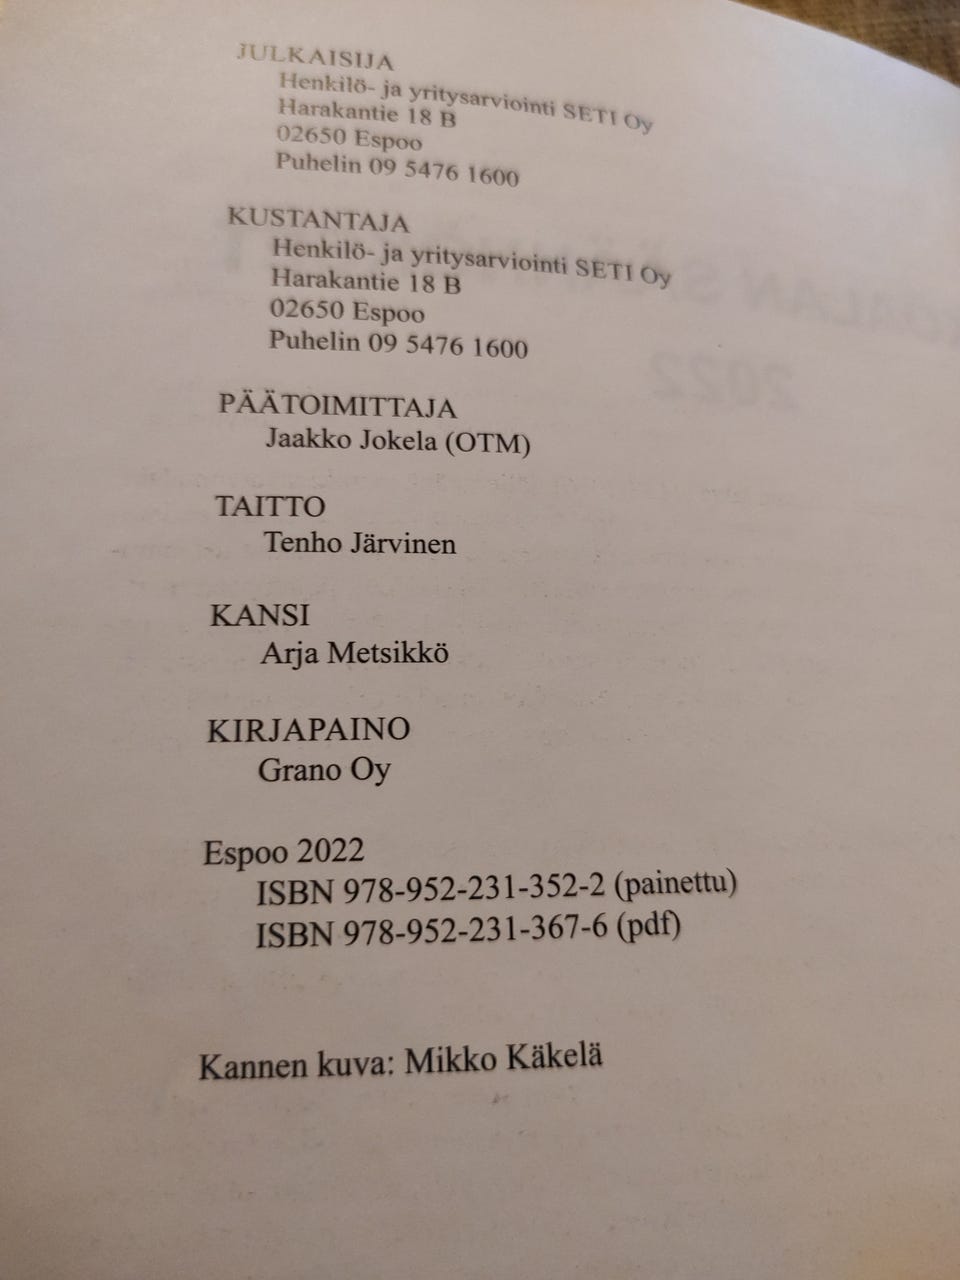 JULKAISIJA
Henkilö- ja yritysarviointi SETI Oy
Harakantie 18 B
02650 Espoo
Puhelin 09 5476 1600
KUSTANTAJA
Henkilö- ja yritysarviointi SETI Oy
Harakantie 18 B
02650 Espoo
Puhelin 09 5476 1600
PÄÄTOIMITTAJA
Jaakko Jokela (OTM)
TAITTO
Tenho Järvinen
KANSI
Arja Metsikkö
KIRJAPAINO
Grano Oy
Espoo 2022
ISBN 978-952-231-352-2 (painettu)
ISBN 978-952-231-367-6 (pdf)
Kannen kuva: Mikko Käkelä
2022